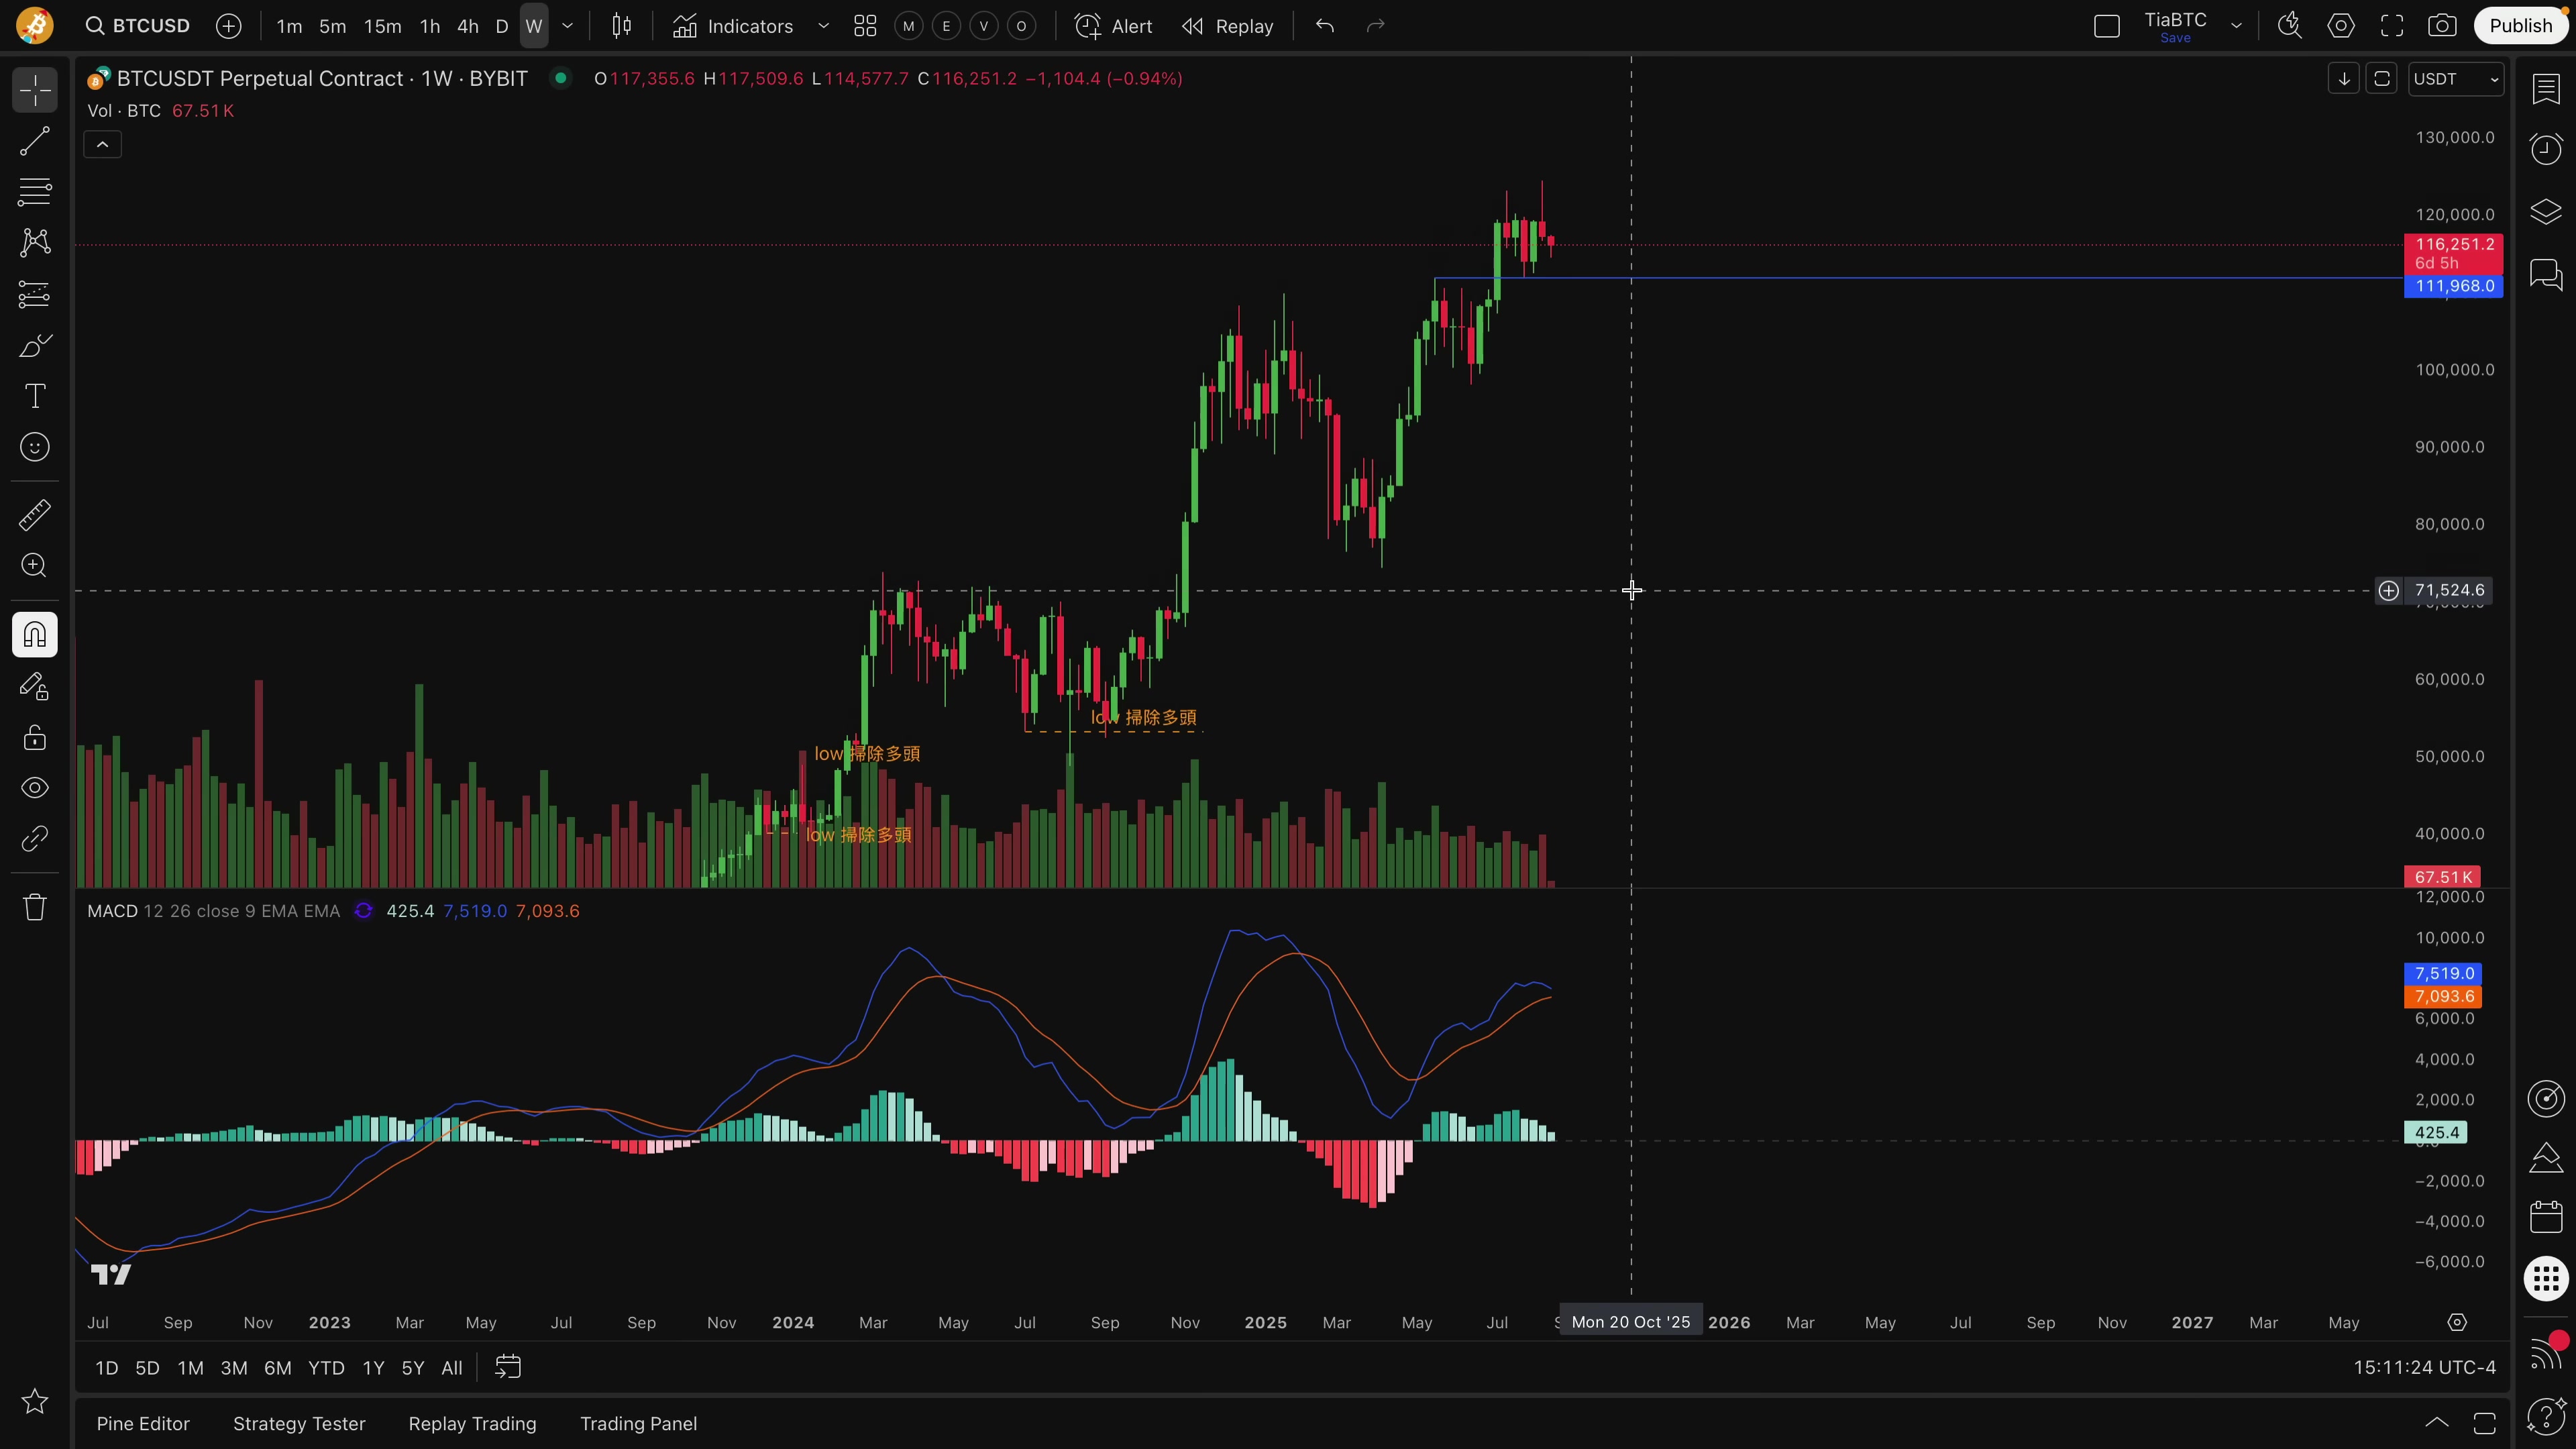 BTCUSD 1m 5m 15m 1h 4h D W Indicators M E V O Alert Replay TiaBTC Publish
Save
BTCUSDT Perpetual Contract · 1W · BYBIT O117,355.6 H117,509.6 L114,577.7 C116,251.2 −1,104.4 (−0.94%) USDT
Vol · BTC 67.51 K
130,000.0
120,000.0
116,251.2
6d 5h
111,968.0
100,000.0
90,000.0
80,000.0
71,524.6
60,000.0
low 掃除多頭
low 掃除多頭
50,000.0
low 掃除多頭
40,000.0
67.51 K
12,000.0
MACD 12 26 close 9 EMA EMA 425.4 7,519.0 7,093.6
10,000.0
7,519.0
7,093.6
6,000.0
4,000.0
2,000.0
425.4
−2,000.0
−4,000.0
−6,000.0
Jul Sep Nov 2023 Mar May Jul Sep Nov 2024 Mar May Jul Sep Nov 2025 Mar May Jul Mon 20 Oct '25 2026 Mar May Jul Sep Nov 2027 Mar May
1D 5D 1M 3M 6M YTD 1Y 5Y All 15:11:24 UTC-4
Pine Editor Strategy Tester Replay Trading Trading Panel